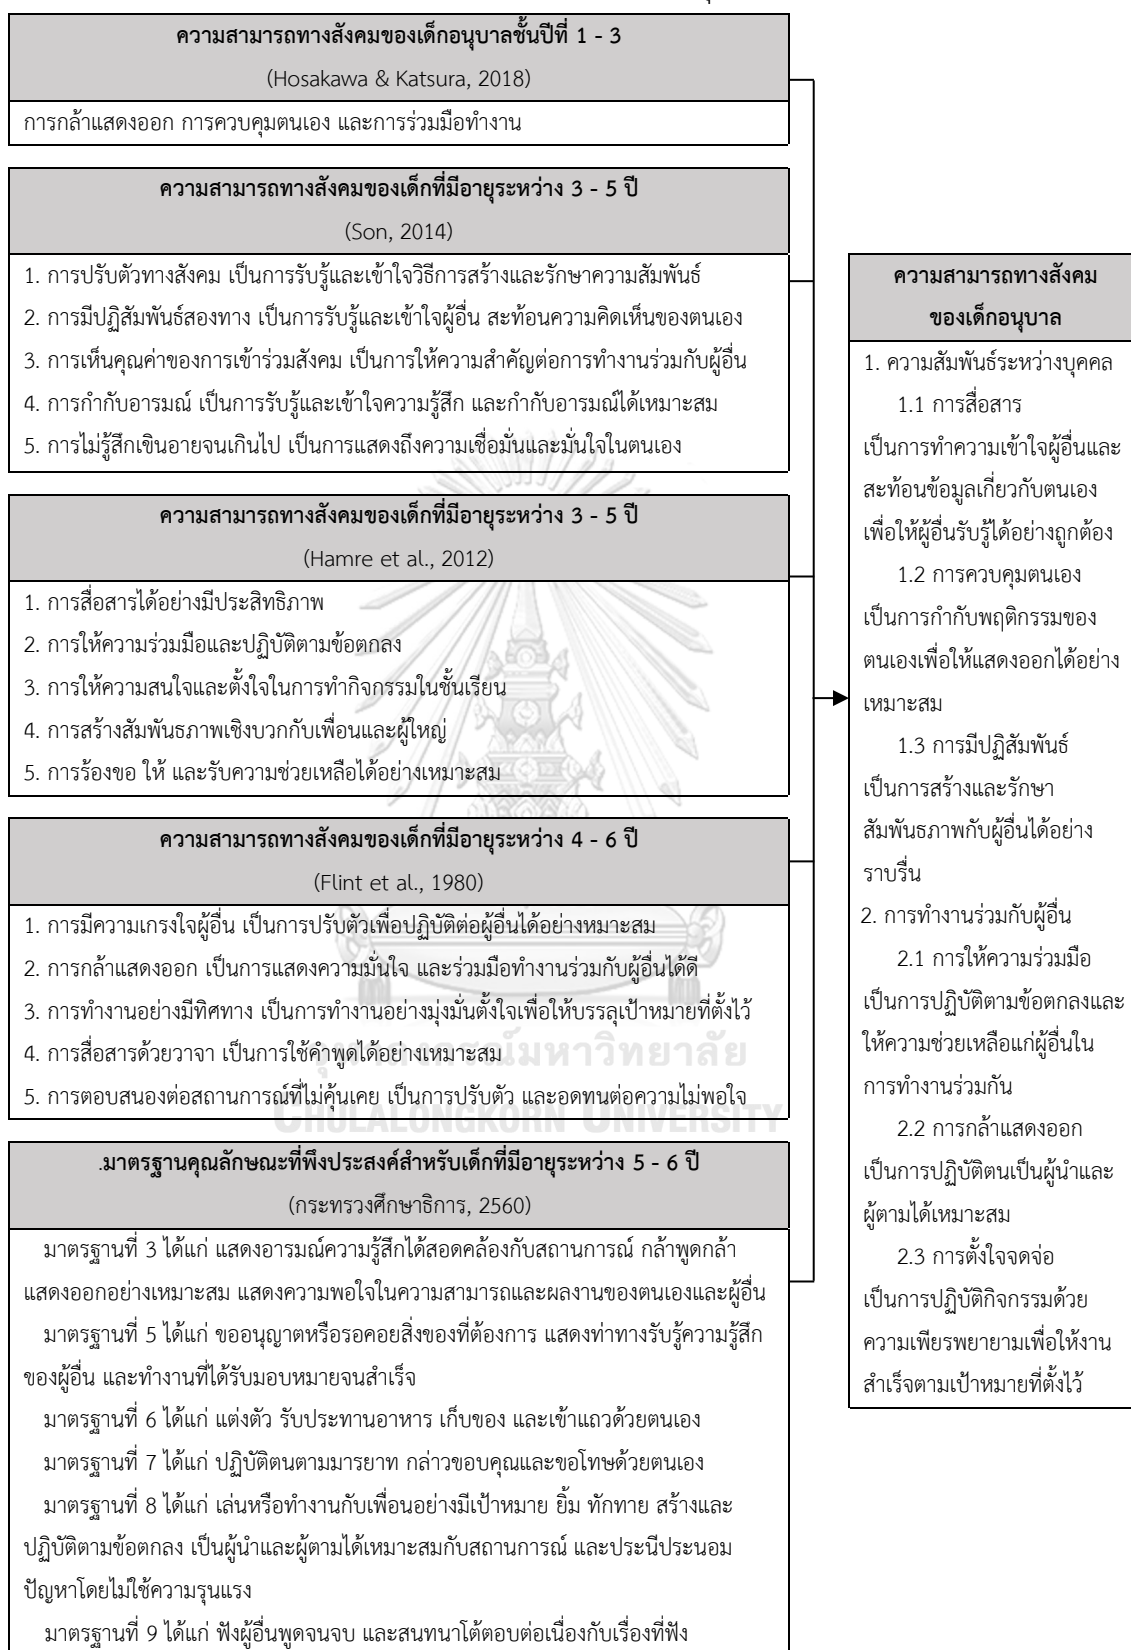 ความสามารถทางสังคมของเด็กอนุบาลชั้นปีที่ 1 - 3
(Hosakawa & Katsura, 2018)
การกล้าแสดงออก การควบคุมตนเอง และการร่วมมือทำงาน
ความสามารถทางสังคมของเด็กที่มีอายุระหว่าง 3 - 5 ปี
(Son, 2014)
1. การปรับตัวทางสังคม เป็นการรับรู้และเข้าใจวิธีการสร้างและรักษาความสัมพันธ์
2. การมีปฏิสัมพันธ์สองทาง เป็นการรับรู้และเข้าใจผู้อื่น สะท้อนความคิดเห็นของตนเอง
3. การเห็นคุณค่าของการเข้าร่วมสังคม เป็นการให้ความสำคัญต่อการทำงานร่วมกับผู้อื่น
4. การกำกับอารมณ์ เป็นการรับรู้และเข้าใจความรู้สึก และกำกับอารมณ์ได้เหมาะสม
5. การไม่รู้สึกเขินอายจนเกินไป เป็นการแสดงถึงความเชื่อมั่นและมั่นใจในตนเอง
ความสามารถทางสังคมของเด็กที่มีอายุระหว่าง 3 - 5 ปี
(Hamre et al., 2012)
1. การสื่อสารได้อย่างมีประสิทธิภาพ
2. การให้ความร่วมมือและปฏิบัติตามข้อตกลง
3. การให้ความสนใจและตั้งใจในการทำกิจกรรมในชั้นเรียน
4. การสร้างสัมพันธภาพเชิงบวกกับเพื่อนและผู้ใหญ่
5. การร้องขอ ให้ และรับความช่วยเหลือได้อย่างเหมาะสม
ความสามารถทางสังคมของเด็กที่มีอายุระหว่าง 4 - 6 ปี
(Flint et al., 1980)
1. การมีความเกรงใจผู้อื่น เป็นการปรับตัวเพื่อปฏิบัติต่อผู้อื่นได้อย่างเหมาะสม
2. การกล้าแสดงออก เป็นการแสดงความมั่นใจ และร่วมมือทำงานร่วมกับผู้อื่นได้ดี
3. การทำงานอย่างมีทิศทาง เป็นการทำงานอย่างมุ่งมั่นตั้งใจเพื่อให้บรรลุเป้าหมายที่ตั้งไว้
4. การสื่อสารด้วยวาจา เป็นการใช้คำพูดได้อย่างเหมาะสม
5. การตอบสนองต่อสถานการณ์ที่ไม่คุ้นเคย เป็นการปรับตัว และอดทนต่อความไม่พอใจ
จุฬาลงกรณ์มหาวิทยาลัย
CHULALONGKORN UNIVERSITY
.มาตรฐานคุณลักษณะที่พึงประสงค์สำหรับเด็กที่มีอายุระหว่าง 5 - 6 ปี
(กระทรวงศึกษาธิการ, 2560)
มาตรฐานที่ 3 ได้แก่ แสดงอารมณ์ความรู้สึกได้สอดคล้องกับสถานการณ์ กล้าพูดกล้า
แสดงออกอย่างเหมาะสม แสดงความพอใจในความสามารถและผลงานของตนเองและผู้อื่น
มาตรฐานที่ 5 ได้แก่ ขออนุญาตหรือรอคอยสิ่งของที่ต้องการ แสดงท่าทางรับรู้ความรู้สึก
ของผู้อื่น และทำงานที่ได้รับมอบหมายจนสำเร็จ
มาตรฐานที่ 6 ได้แก่ แต่งตัว รับประทานอาหาร เก็บของ และเข้าแถวด้วยตนเอง
มาตรฐานที่ 7 ได้แก่ ปฏิบัติตนตามมารยาท กล่าวขอบคุณและขอโทษด้วยตนเอง
มาตรฐานที่ 8 ได้แก่ เล่นหรือทำงานกับเพื่อนอย่างมีเป้าหมาย ยิ้ม ทักทาย สร้างและ
ปฏิบัติตามข้อตกลง เป็นผู้นำและผู้ตามได้เหมาะสมกับสถานการณ์ และประนีประนอม
ปัญหาโดยไม่ใช้ความรุนแรง
มาตรฐานที่ 9 ได้แก่ ฟังผู้อื่นพูดจนจบ และสนทนาโต้ตอบต่อเนื่องกับเรื่องที่ฟัง
ความสามารถทางสังคม
ของเด็กอนุบาล
1. ความสัมพันธ์ระหว่างบุคคล
1.1 การสื่อสาร
เป็นการทำความเข้าใจผู้อื่นและ
สะท้อนข้อมูลเกี่ยวกับตนเอง
เพื่อให้ผู้อื่นรับรู้ได้อย่างถูกต้อง
1.2 การควบคุมตนเอง
เป็นการกำกับพฤติกรรมของ
ตนเองเพื่อให้แสดงออกได้อย่าง
เหมาะสม
1.3 การมีปฏิสัมพันธ์
เป็นการสร้างและรักษา
สัมพันธภาพกับผู้อื่นได้อย่าง
ราบรื่น
2. การทำงานร่วมกับผู้อื่น
2.1 การให้ความร่วมมือ
เป็นการปฏิบัติตามข้อตกลงและ
ให้ความช่วยเหลือแก่ผู้อื่นใน
การทำงานร่วมกัน
2.2 การกล้าแสดงออก
เป็นการปฏิบัติตนเป็นผู้นำและ
ผู้ตามได้เหมาะสม
2.3 การตั้งใจจดจ่อ
เป็นการปฏิบัติกิจกรรมด้วย
ความเพียรพยายามเพื่อให้งาน
สำเร็จตามเป้าหมายที่ตั้งไว้